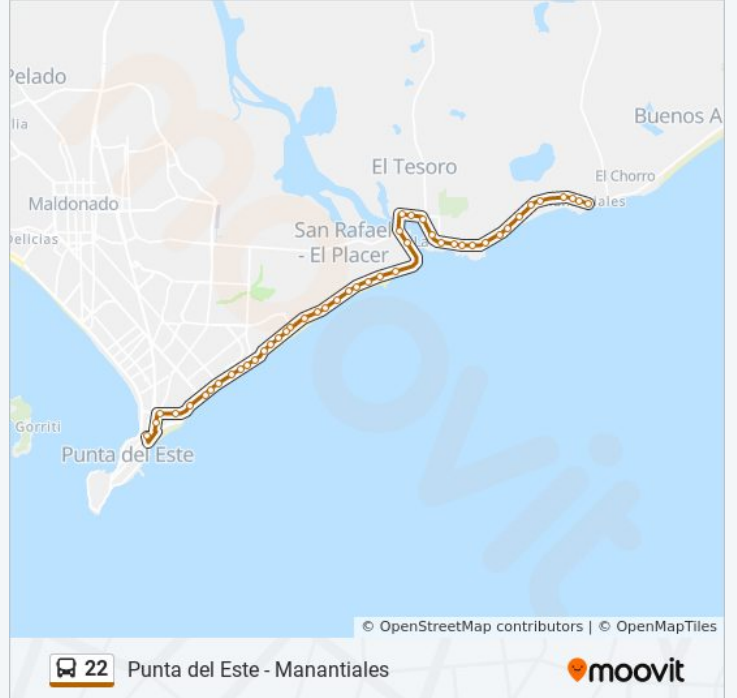 Pelado
Buenos A
El Tesoro
El Chorro
Maldonado
San Rafael
- El Placer
Gorriti
Punta del Este
moovit
© OpenStreetMap contributors | © OpenMapTiles
22 Punta del Este - Manantiales
moovit